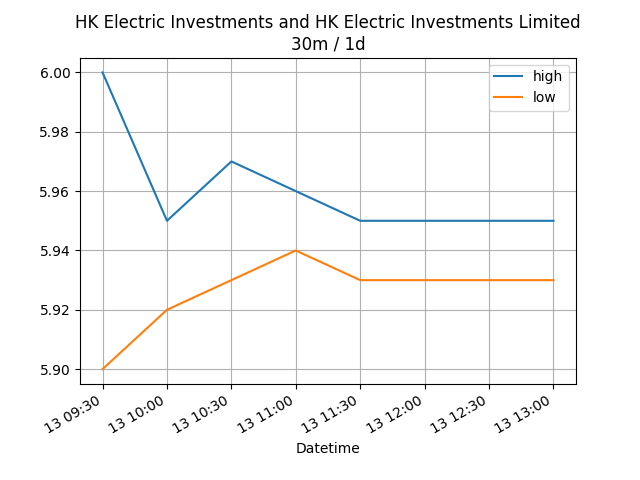 HK Electric Investments and HK Electric Investments Limited
30m / 1d
high
low
6.00
5.98
5.96
5.94
5.92
5.90
13 09:30
13 10:00
13 10:30
13 11:00
13 11:30
13 12:00
13 12:30
13 13:00
Datetime